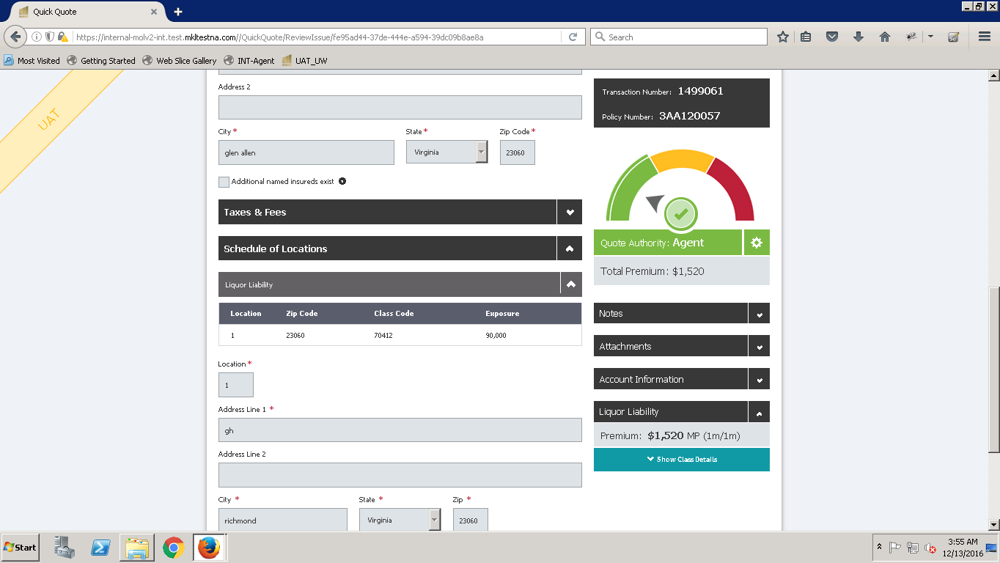 Quick Quote
https://internal-molv2-int.test.mkltestna.com//QuickQuote/ReviewIssue/fe95ad44-37de-444e-a594-39dc09b8ae8a
Search
Most Visited
Getting Started
Web Slice Gallery
INT-Agent
UAT_UW
UAT
Address 2
City *
State *
Zip Code *
glen allen
Virginia
23060
Additional named insureds exist
Taxes & Fees
Schedule of Locations
Liquor Liability
Location Zip Code Class Code Exposure
1 23060 70412 90,000
Location *
1
Address Line 1 *
gh
Address Line 2
City *
State *
Zip *
richmond
Virginia
23060
Transaction Number: 1499061
Policy Number: 3AA120057
Quote Authority: Agent
Total Premium: $1,520
Notes
Attachments
Account Information
Liquor Liability
Premium: $1,520 MP (1m/1m)
Show Class Details
Start
3:55 AM
12/13/2016